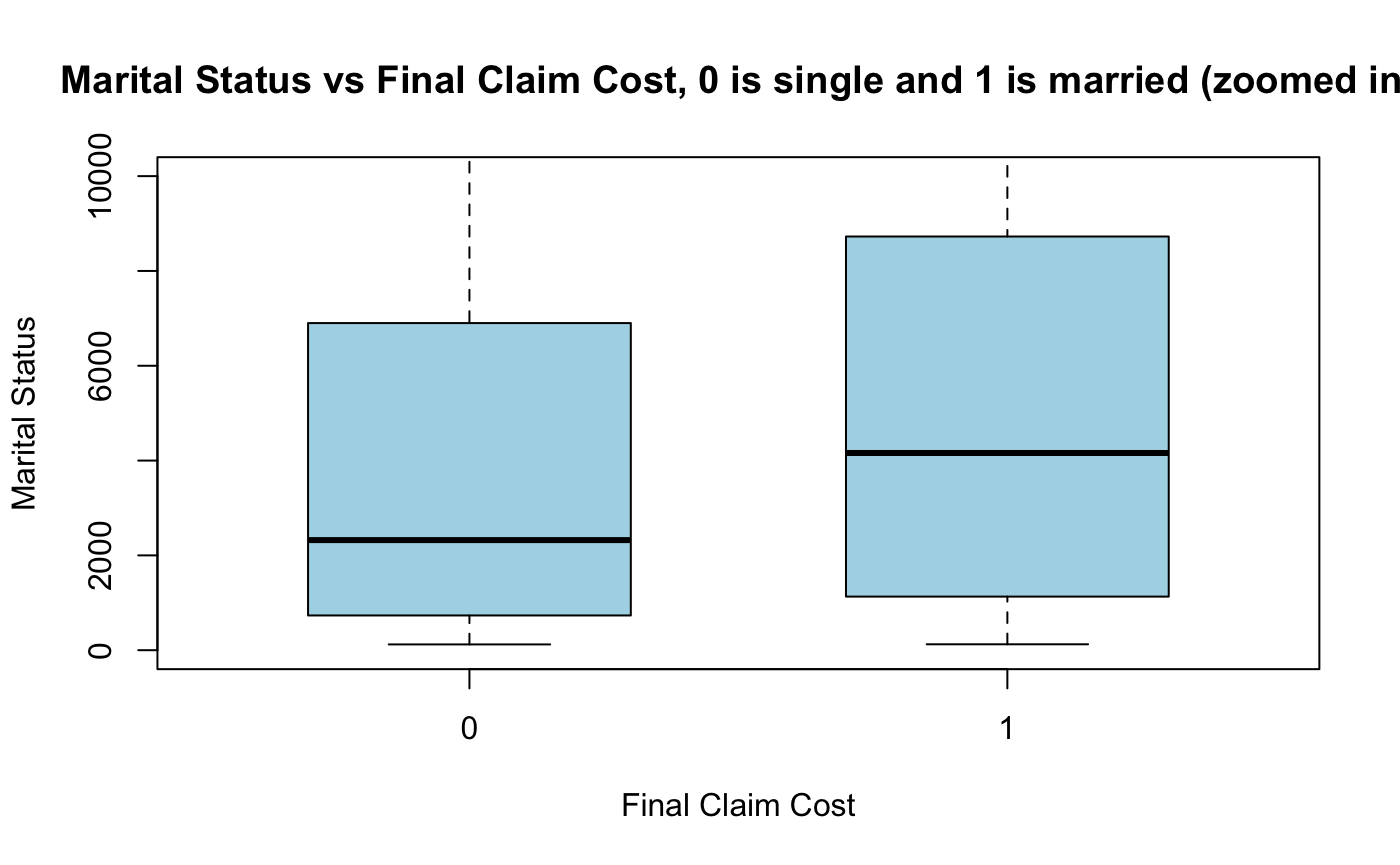 Marital Status vs Final Claim Cost, 0 is single and 1 is married (zoomed in
Marital Status
10000
6000
2000
0
0 1
Final Claim Cost